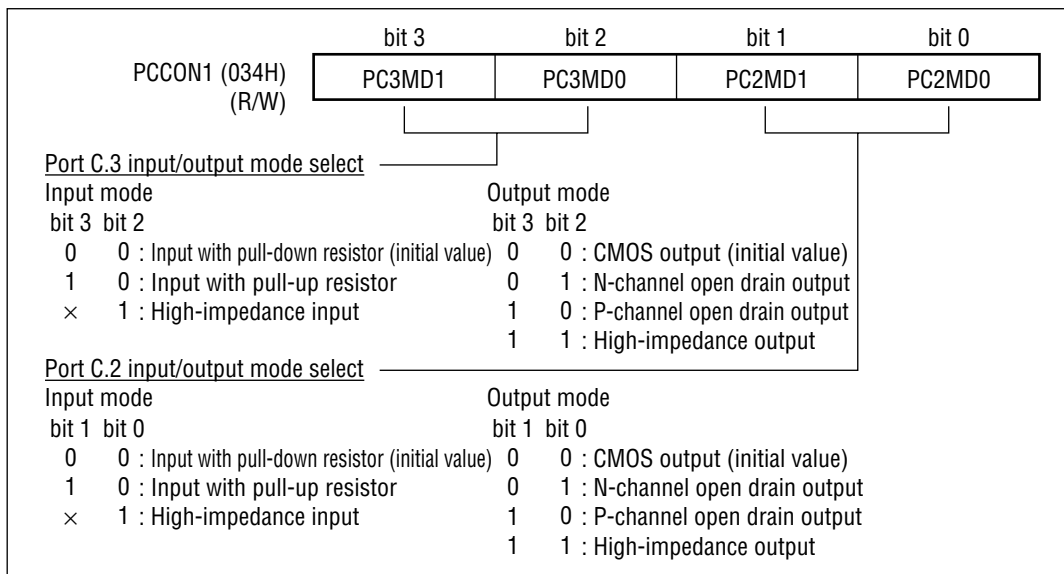 bit 3 bit 2 bit 1 bit 0
PCCON1 (034H) PC3MD1 PC3MD0 PC2MD1 PC2MD0
(R/W)
Port C.3 input/output mode select
Input mode Output mode
bit 3 bit 2 bit 3 bit 2
0 0 : Input with pull-down resistor (initial value) 0 0 : CMOS output (initial value)
1 0 : Input with pull-up resistor 0 1 : N-channel open drain output
× 1 : High-impedance input 1 0 : P-channel open drain output
1 1 : High-impedance output
Port C.2 input/output mode select
Input mode Output mode
bit 1 bit 0 bit 1 bit 0
0 0 : Input with pull-down resistor (initial value) 0 0 : CMOS output (initial value)
1 0 : Input with pull-up resistor 0 1 : N-channel open drain output
× 1 : High-impedance input 1 0 : P-channel open drain output
1 1 : High-impedance output